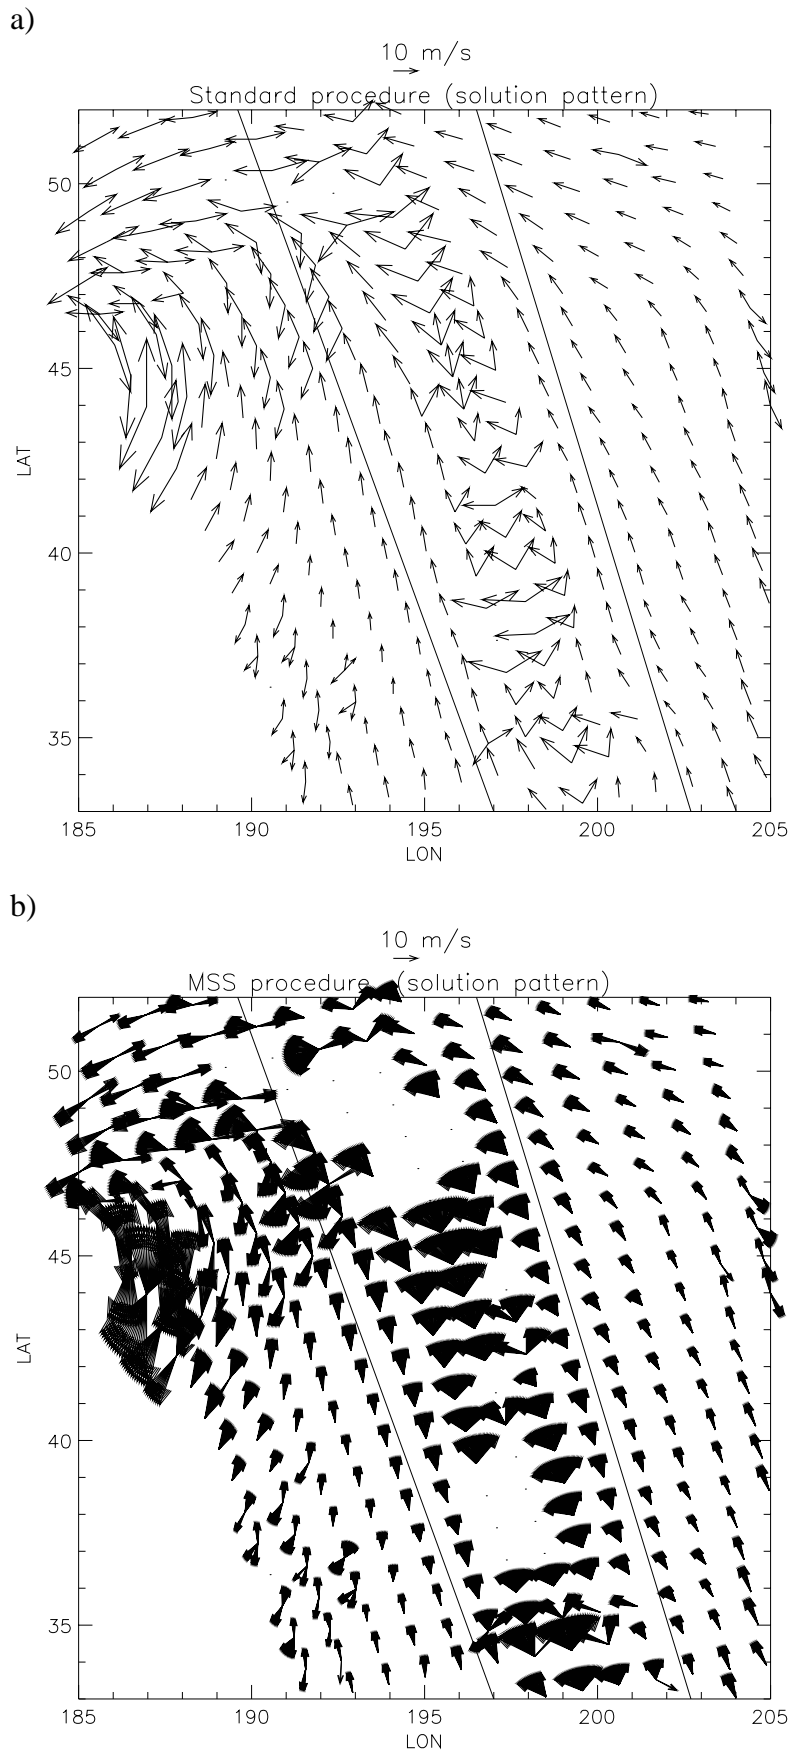 a)
10 m/s
Standard procedure (solution pattern)
50
45
40
35
LAT
185 190 195 200 205
LON
b)
10 m/s
MSS procedure (solution pattern)
50
45
40
35
LAT
185 190 195 200 205
LON